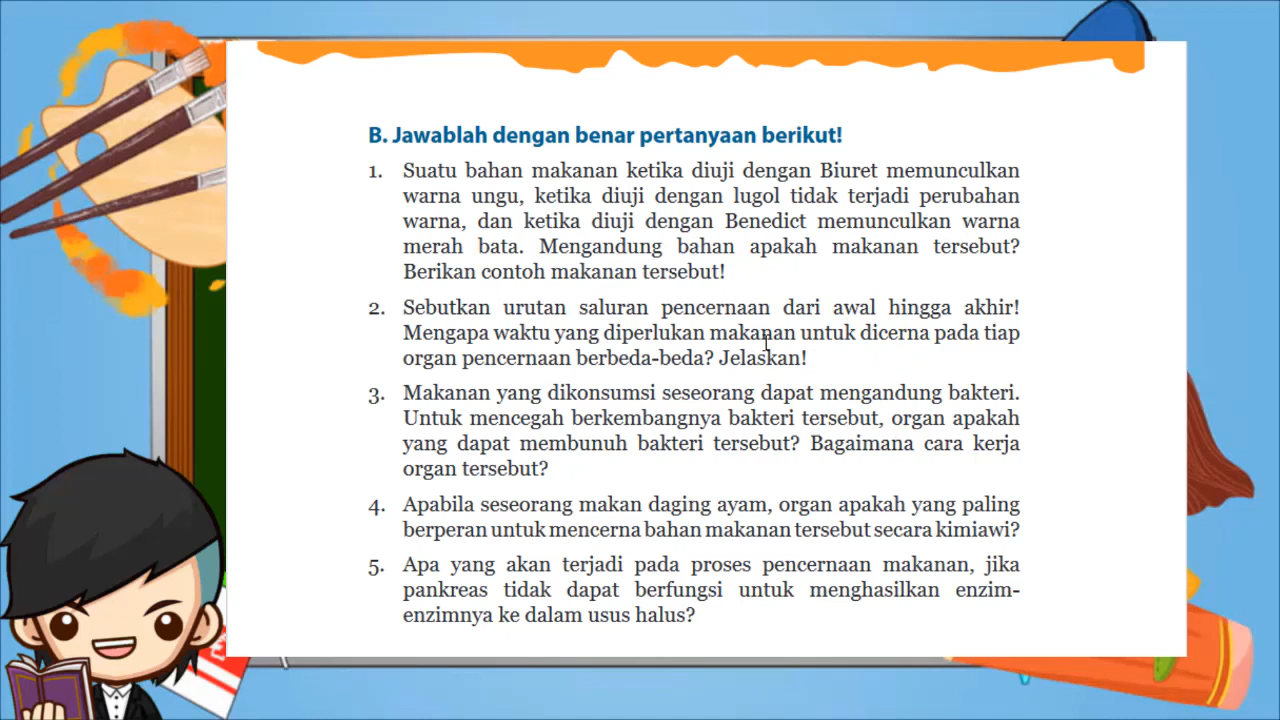 B. Jawablah dengan benar pertanyaan berikut!
1. Suatu bahan makanan ketika diuji dengan Biuret memunculkan
warna ungu, ketika diuji dengan lugol tidak terjadi perubahan
warna, dan ketika diuji dengan Benedict memunculkan warna
merah bata. Mengandung bahan apakah makanan tersebut?
Berikan contoh makanan tersebut!
2. Sebutkan urutan saluran pencernaan dari awal hingga akhir!
Mengapa waktu yang diperlukan makanan untuk dicerna pada tiap
organ pencernaan berbeda-beda? Jelaskan!
3. Makanan yang dikonsumsi seseorang dapat mengandung bakteri.
Untuk mencegah berkembangnya bakteri tersebut, organ apakah
yang dapat membunuh bakteri tersebut? Bagaimana cara kerja
organ tersebut?
4. Apabila seseorang makan daging ayam, organ apakah yang paling
berperan untuk mencerna bahan makanan tersebut secara kimiawi?
5. Apa yang akan terjadi pada proses pencernaan makanan, jika
pankreas tidak dapat berfungsi untuk menghasilkan enzim-
enzimnya ke dalam usus halus?